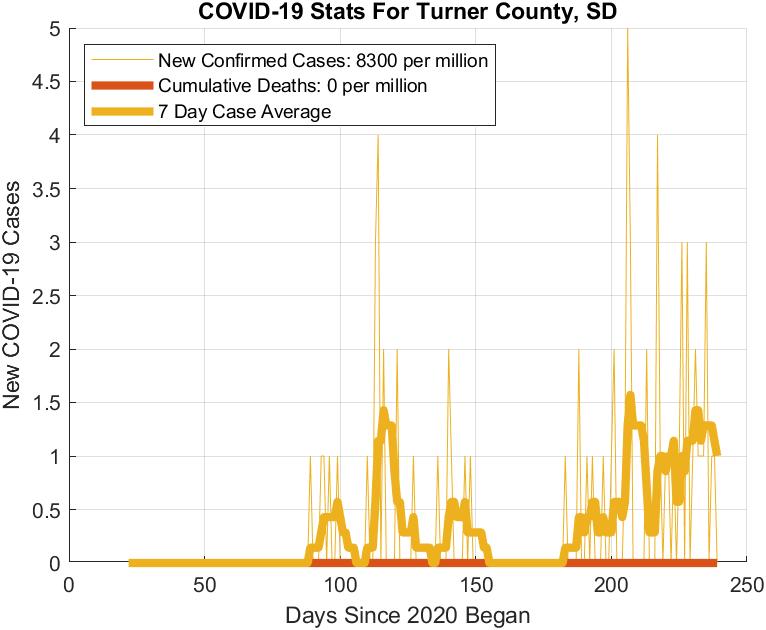 COVID-19 Stats For Turner County, SD
New Confirmed Cases: 8300 per million
Cumulative Deaths: 0 per million
7 Day Case Average
New COVID-19 Cases
5
4.5
4
3.5
3
2.5
2
1.5
1
0.5
0
0 50 100 150 200 250
Days Since 2020 Began